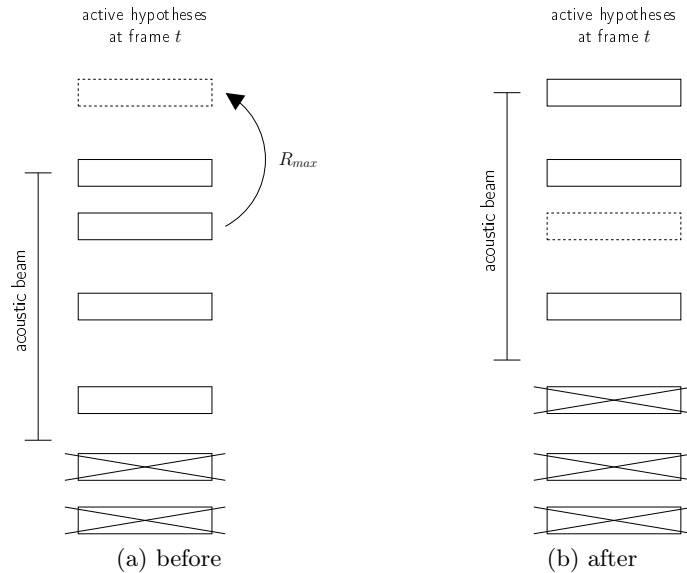 active hypotheses
at frame t
R_max
acoustic beam
(a) before
active hypotheses
at frame t
acoustic beam
(b) after